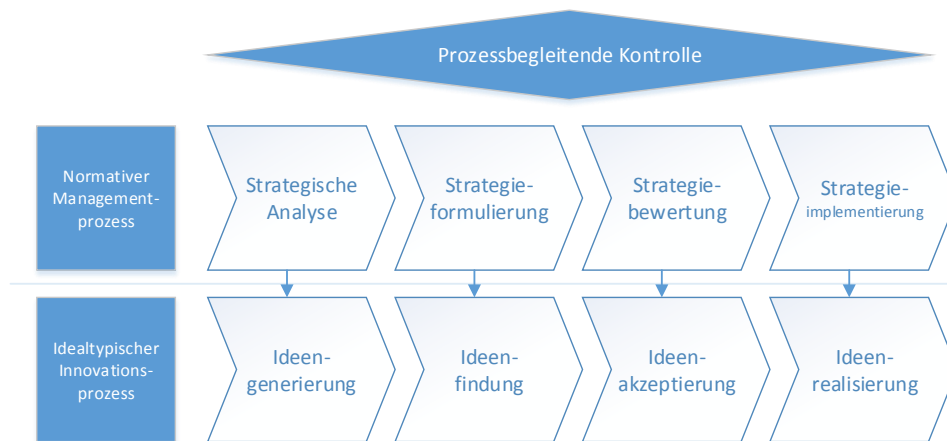 Prozessbegleitende Kontrolle
Normativer
Management-
prozess
Strategische
Analyse
Strategie-
formulierung
Strategie-
bewertung
Strategie-
implementierung
Idealtypischer
Innovations-
prozess
Ideen-
generierung
Ideen-
findung
Ideen-
akzeptierung
Ideen-
realisierung